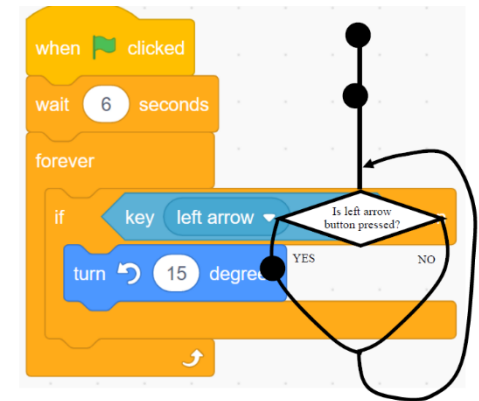 when clicked
wait 6 seconds
forever
if key left arrow
Is left arrow
button pressed?
turn 15
YES
NO